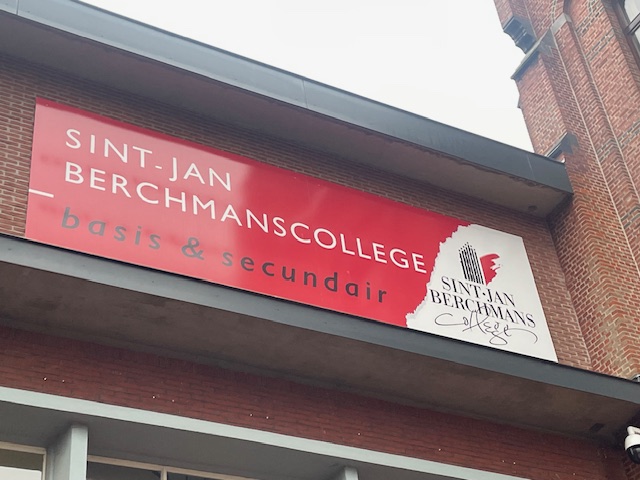 SINT-JAN
BERCHMANSCOLLEGE
basis & secundair
SINT-JAN
BERCHMANS
college